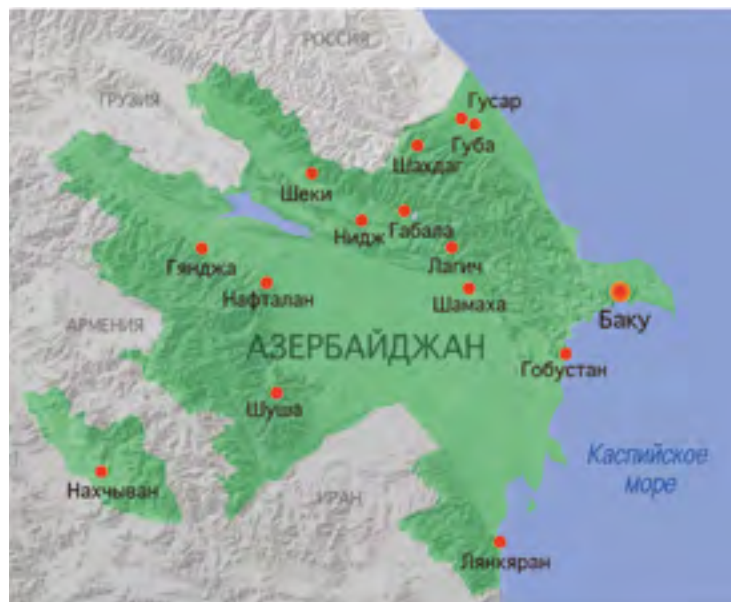 РОССИЯ
ГРУЗИЯ
Гусар
Губа
Шахдаг
Шеки
Габала
Нидж
Лагич
Гянджа
Нафталан
Шамаха
Баку
АРМЕНИЯ
АЗЕРБАЙДЖАН
Гобустан
Шуша
Каспийское
море
Нахчыван
ИРАН
Лянкяран